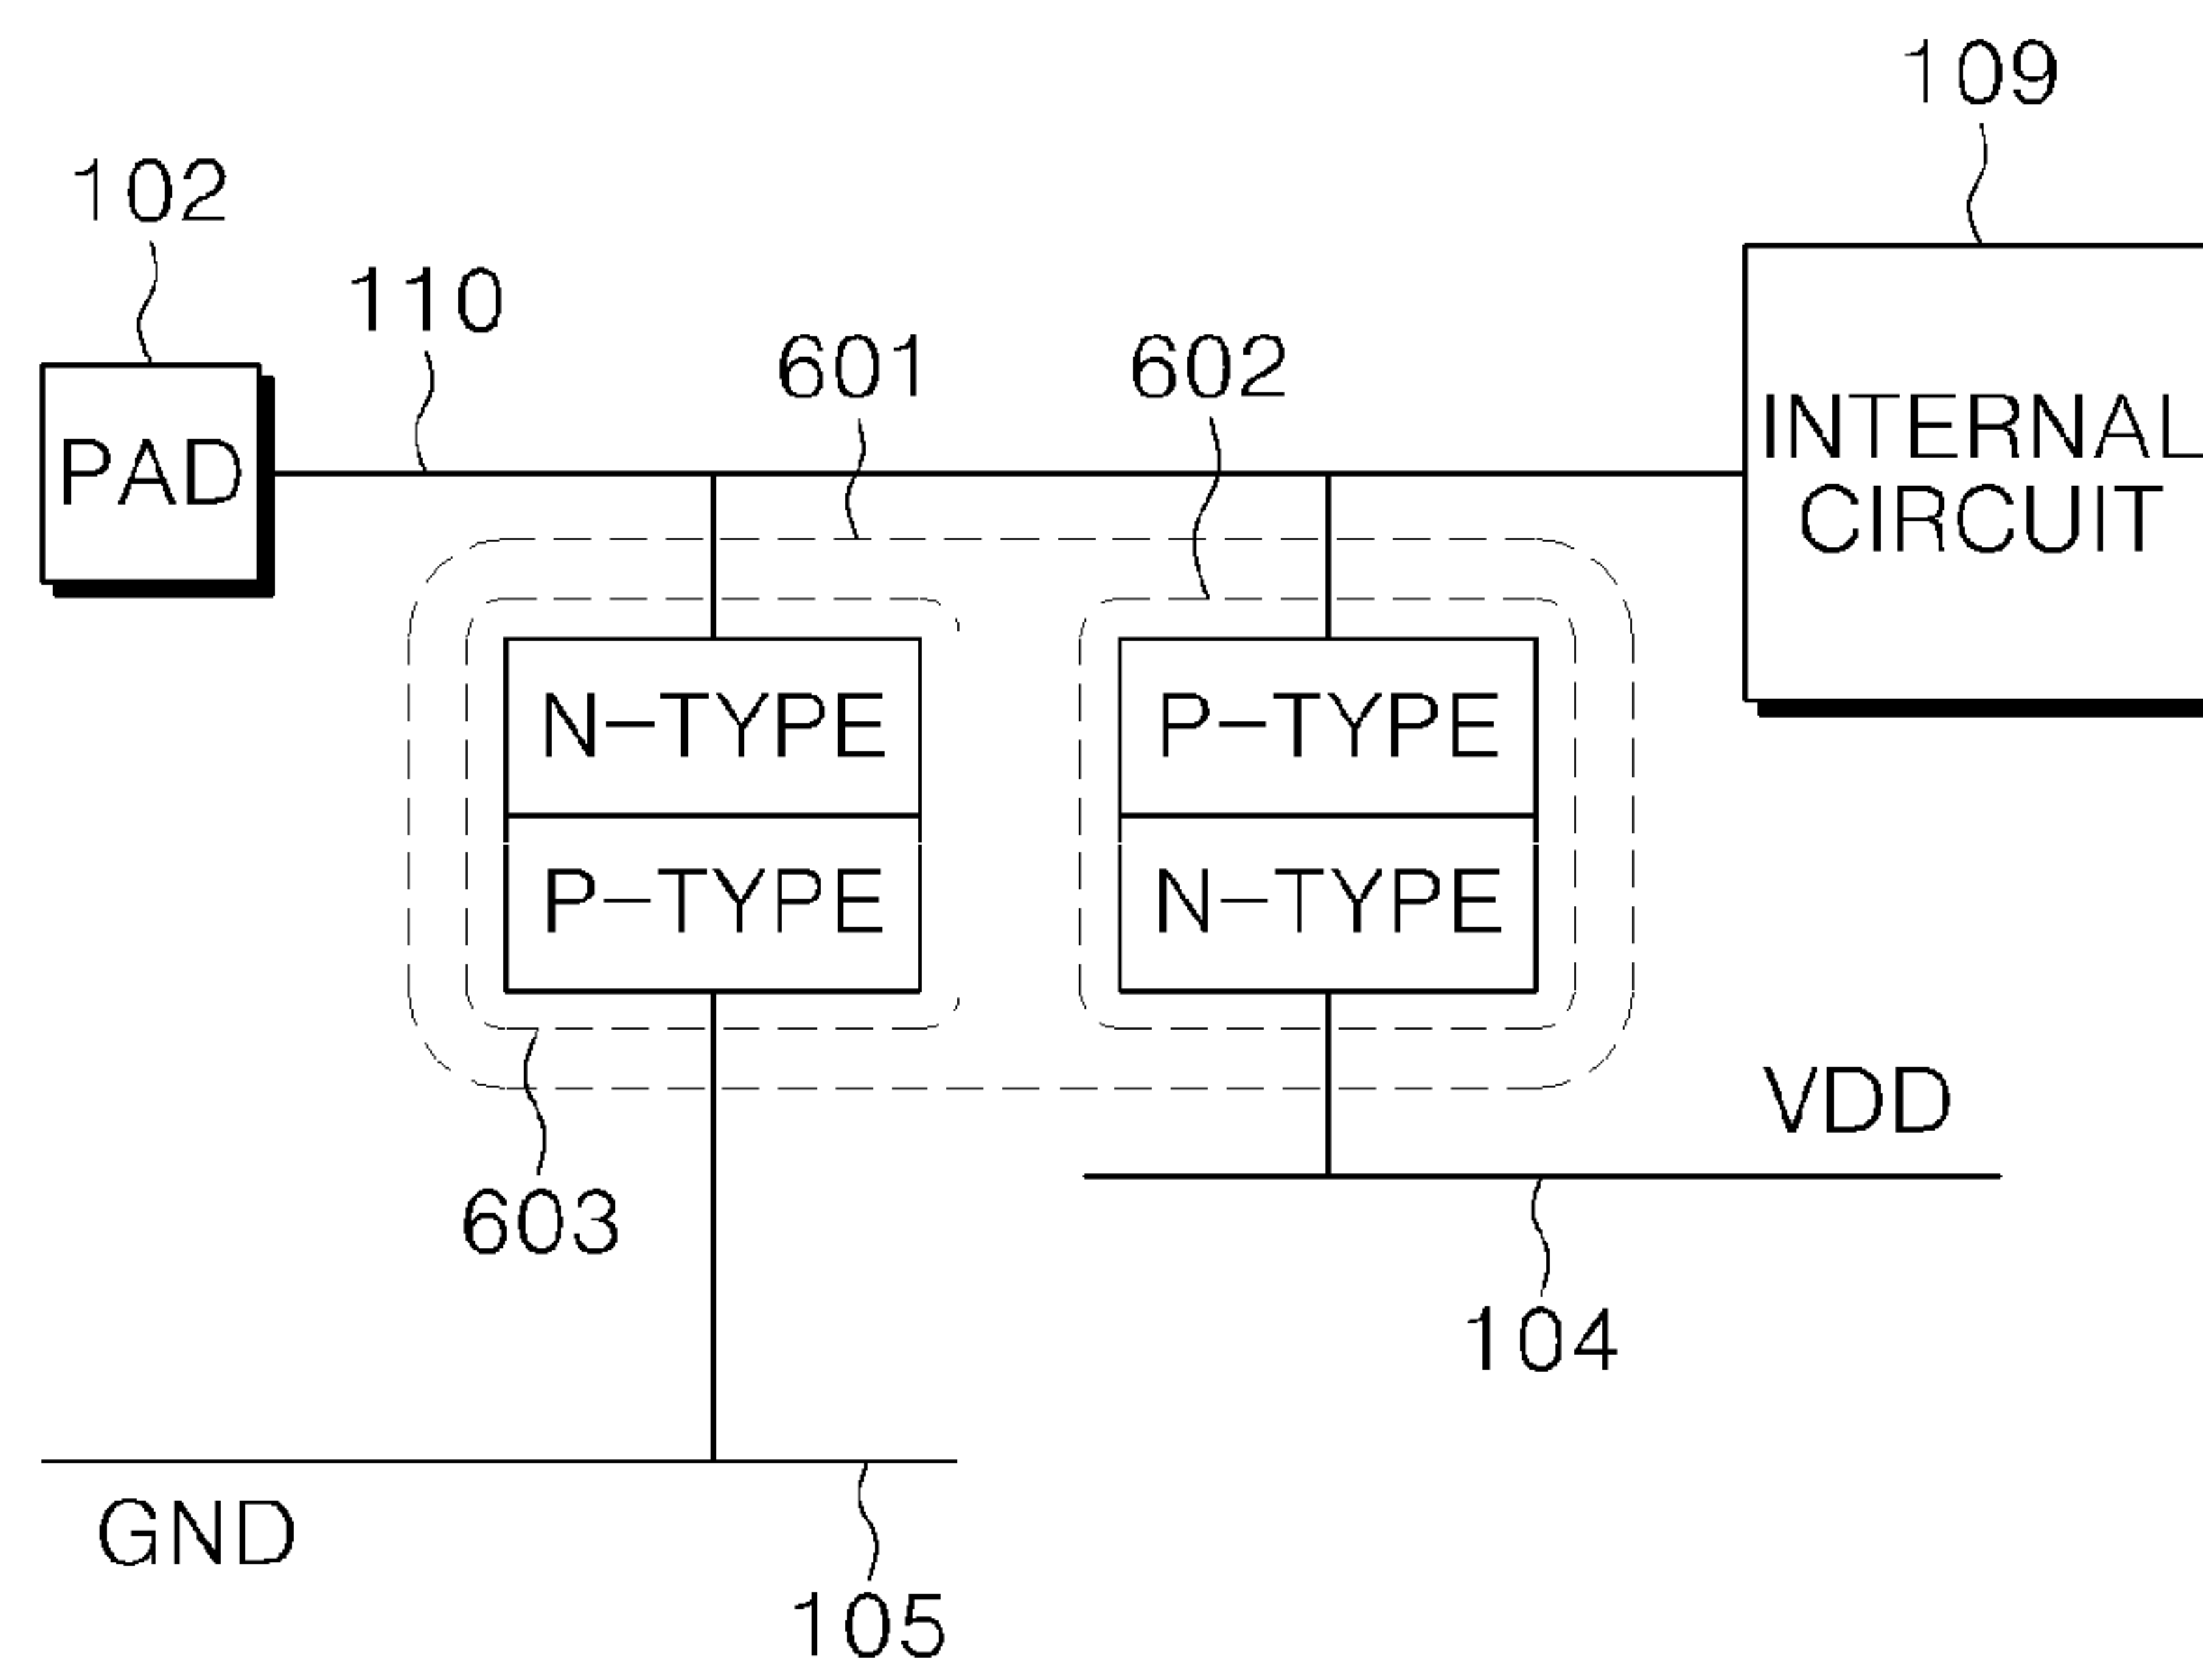 109
102
110
601
602
PAD
INTERNAL
CIRCUIT
N-TYPE
P-TYPE
P-TYPE
N-TYPE
VDD
603
104
GND
105